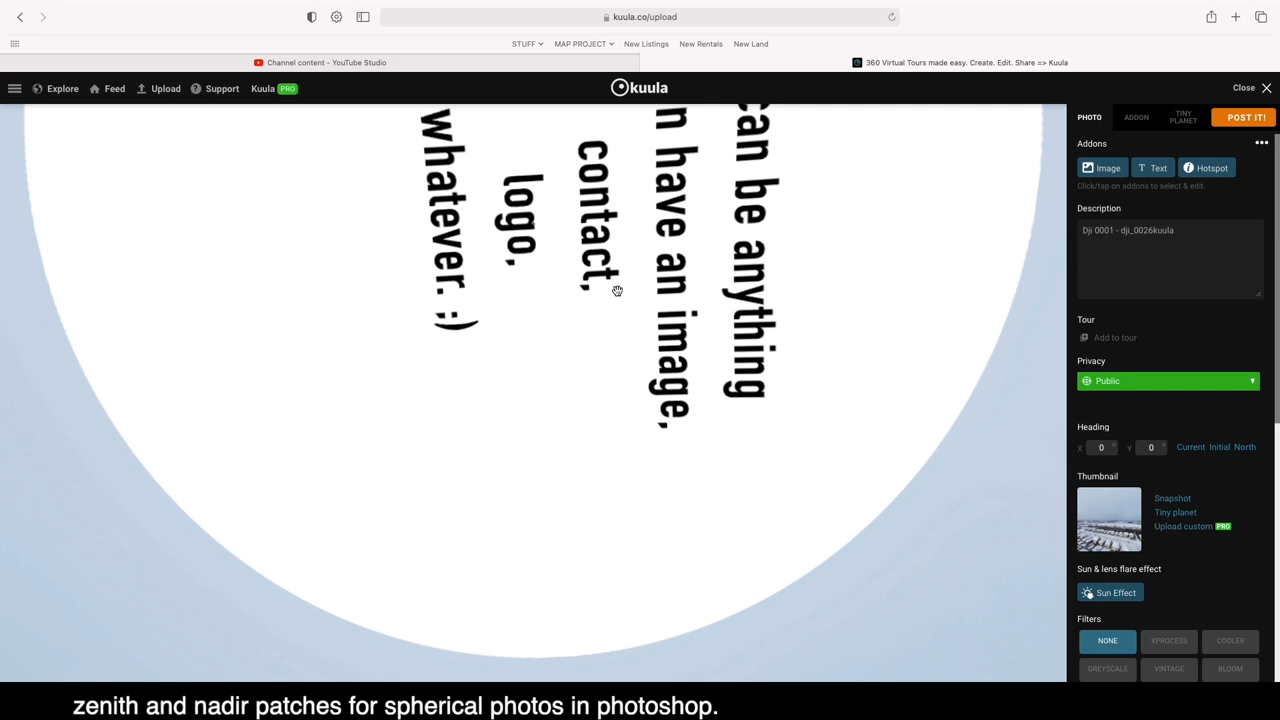 kuula.co/upload
STUFF
MAP PROJECT
New Listings
New Rentals
New Land
Channel content - YouTube Studio
360 Virtual Tours made easy. Create. Edit. Share => Kuula
Explore
Feed
Upload
Support
Kuula PRO
kuula
Close
PHOTO
ADDON
TINY PLANET
POST IT!
can be anything
n have an image,
contact,
logo,
whatever. :)
Addons
Image
Text
Hotspot
Click/tap on addons to select & edit.
Description
Dji 0001 - dji_0026kuula
Tour
Add to tour
Privacy
Public
Heading
X 0 ° Y 0 ° Current Initial North
Thumbnail
Snapshot
Tiny planet
Upload custom PRO
Sun & lens flare effect
Sun Effect
Filters
NONE
XPROCESS
COOLER
GREYSCALE
VINTAGE
BLOOM
zenith and nadir patches for spherical photos in photoshop.